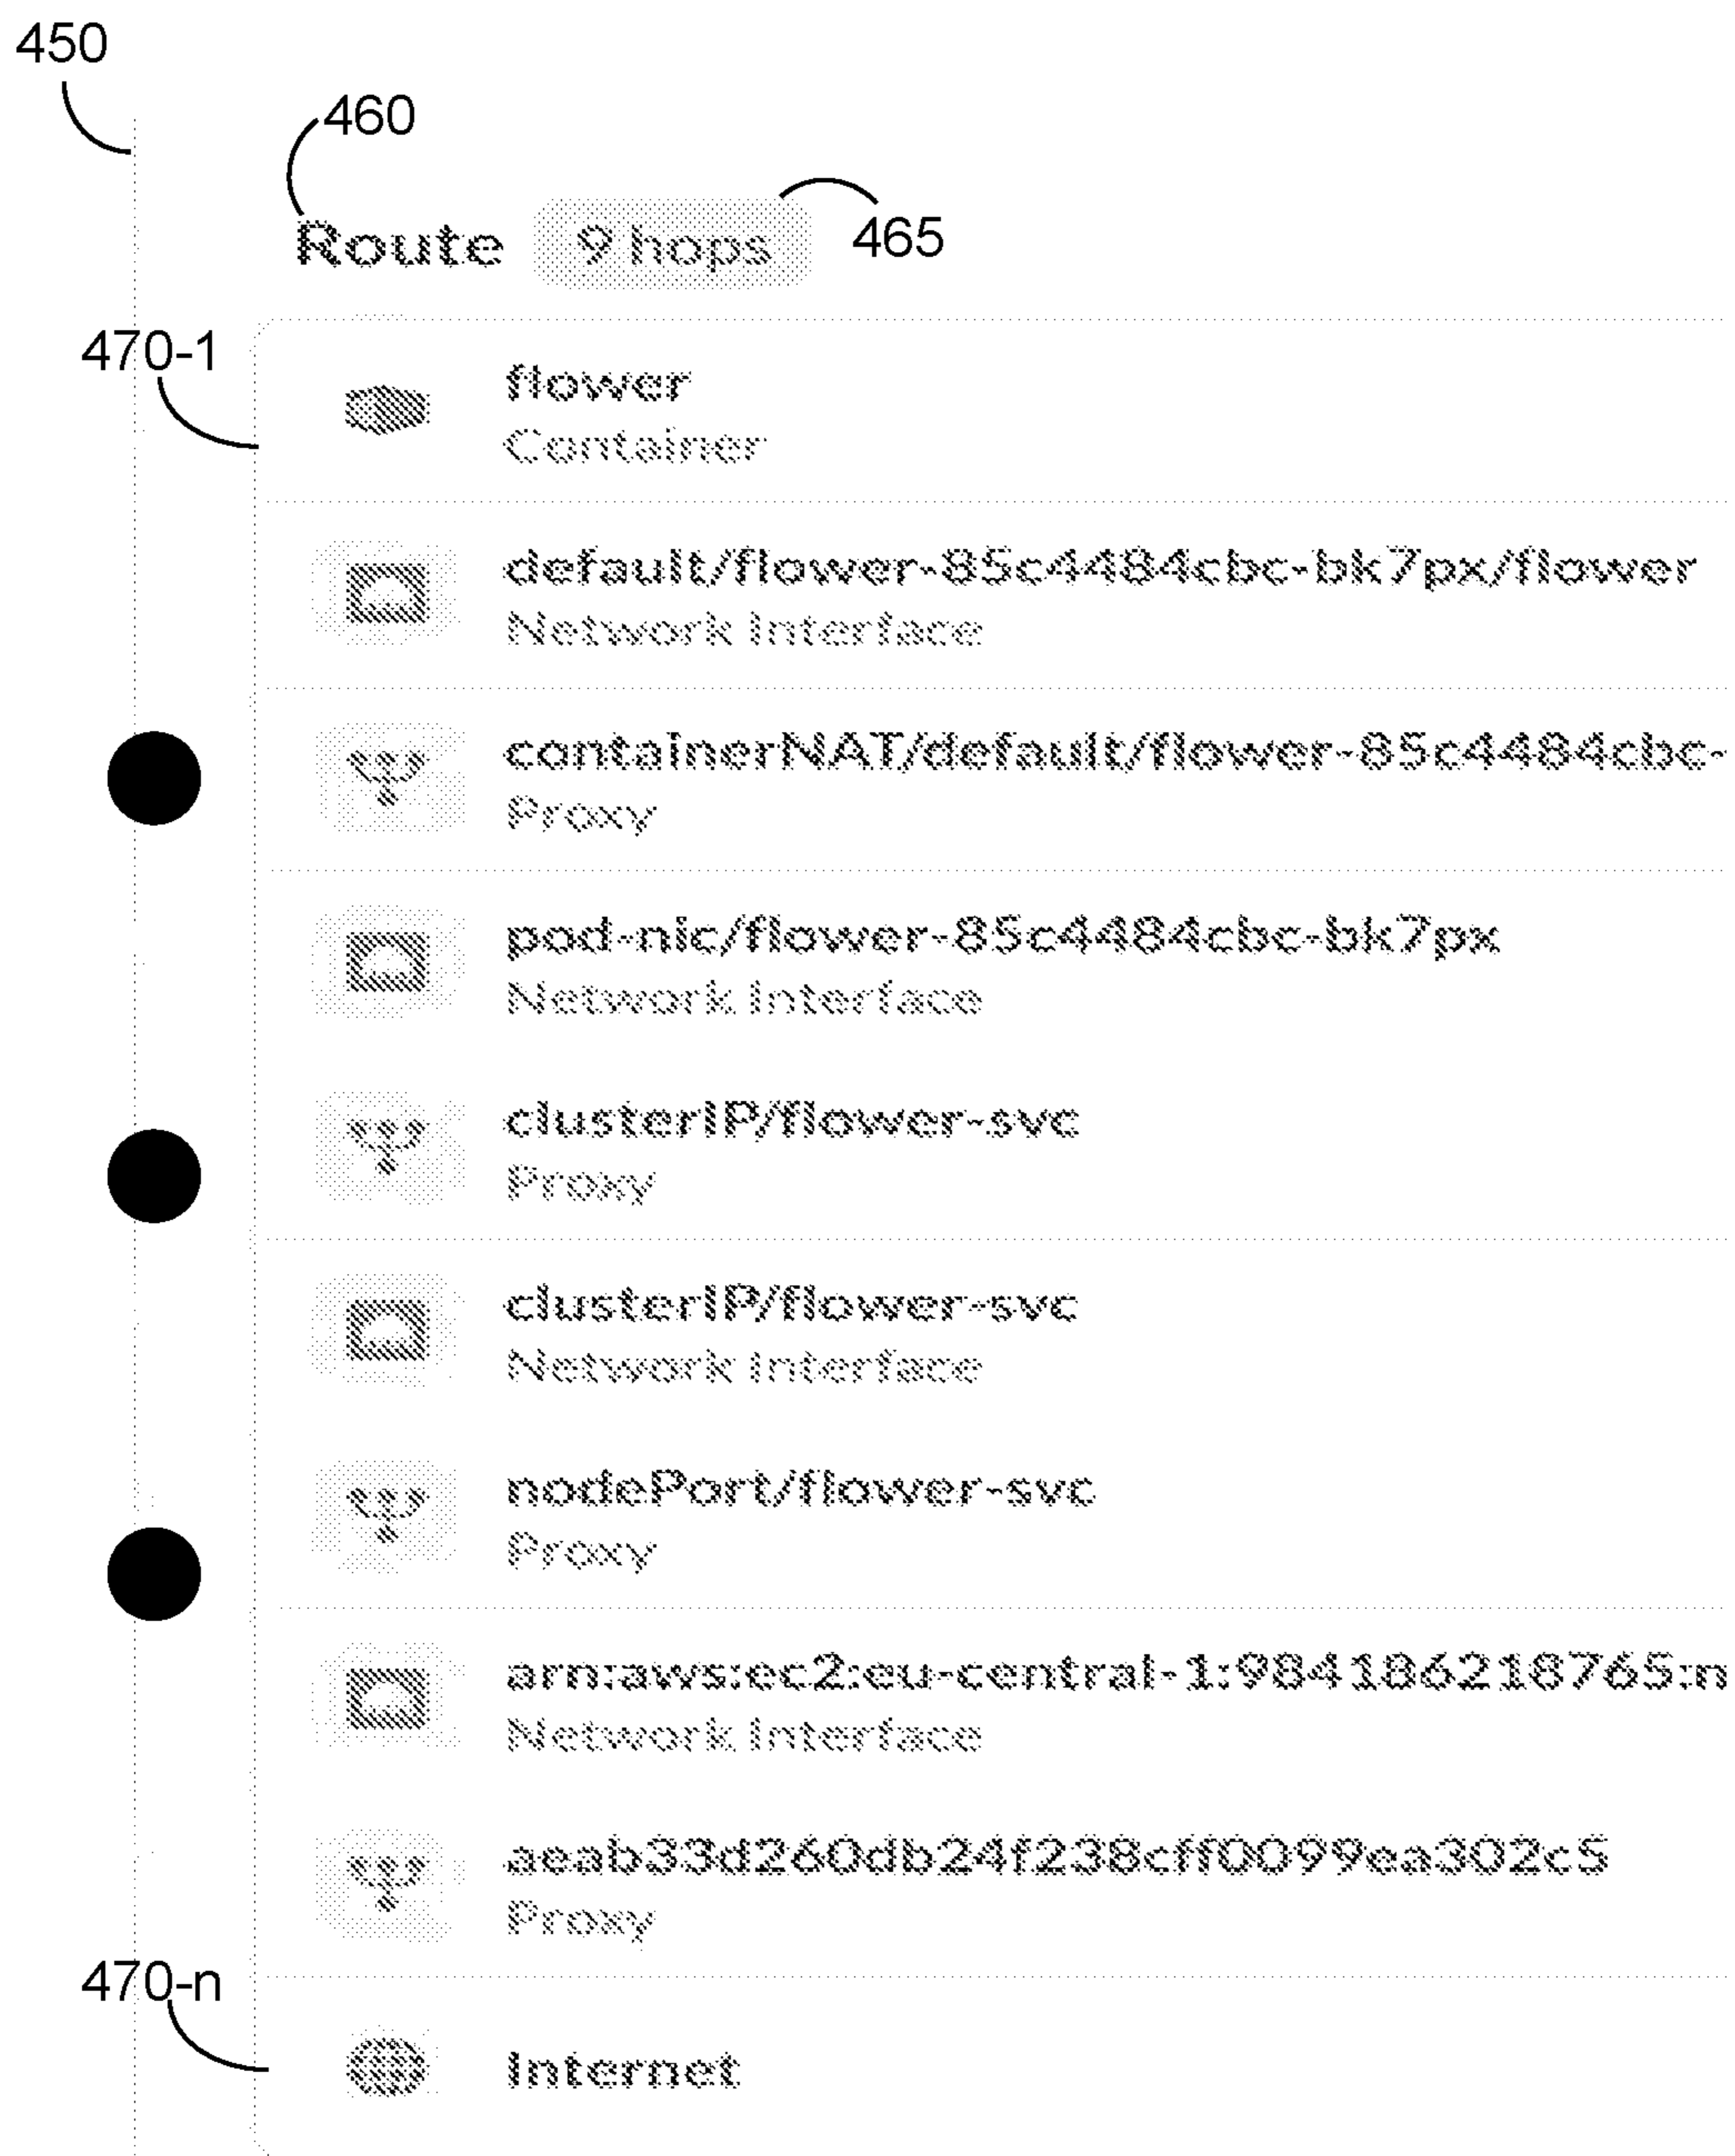 450
460
Route 9 hops 465
470-1
flower
Container
default/flower-85c4484cbc-bk7px/flower
Network Interface
containerNAT/default/flower-85c4484cbc-
Proxy
pod-nic/flower-85c4484cbc-bk7px
Network Interface
clusterIP/flower-svc
Proxy
clusterIP/flower-svc
Network Interface
nodePort/flower-svc
Proxy
arn:aws:ec2:eu-central-1:984186218765:n
Network Interface
aeab33d260db24f238cff0099ea302c5
Proxy
470-n
Internet